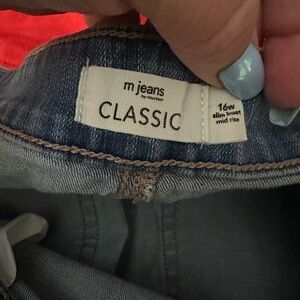 m jeans
by maurices
CLASSIC
16w
slim boot
mid rise